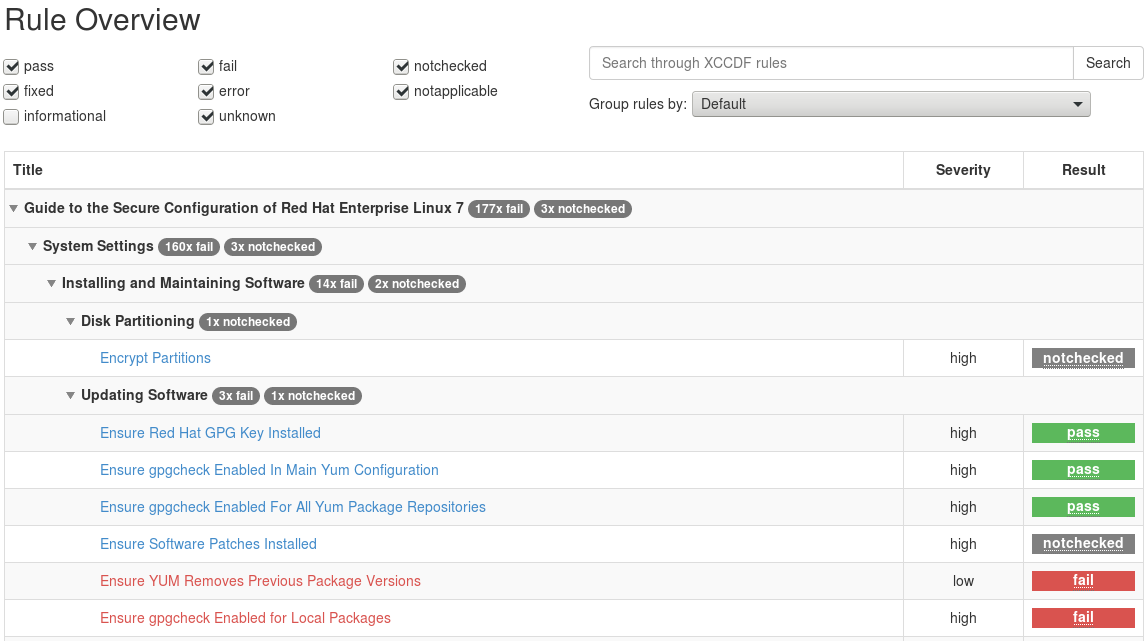 Rule Overview
pass fail notchecked
fixed error notapplicable
informational unknown
Search through XCCDF rules Search
Group rules by: Default
Title Severity Result
Guide to the Secure Configuration of Red Hat Enterprise Linux 7 177x fail 3x notchecked
System Settings 160x fail 3x notchecked
Installing and Maintaining Software 14x fail 2x notchecked
Disk Partitioning 1x notchecked
Encrypt Partitions high notchecked
Updating Software 3x fail 1x notchecked
Ensure Red Hat GPG Key Installed high pass
Ensure gpgcheck Enabled In Main Yum Configuration high pass
Ensure gpgcheck Enabled For All Yum Package Repositories high pass
Ensure Software Patches Installed high notchecked
Ensure YUM Removes Previous Package Versions low fail
Ensure gpgcheck Enabled for Local Packages high fail